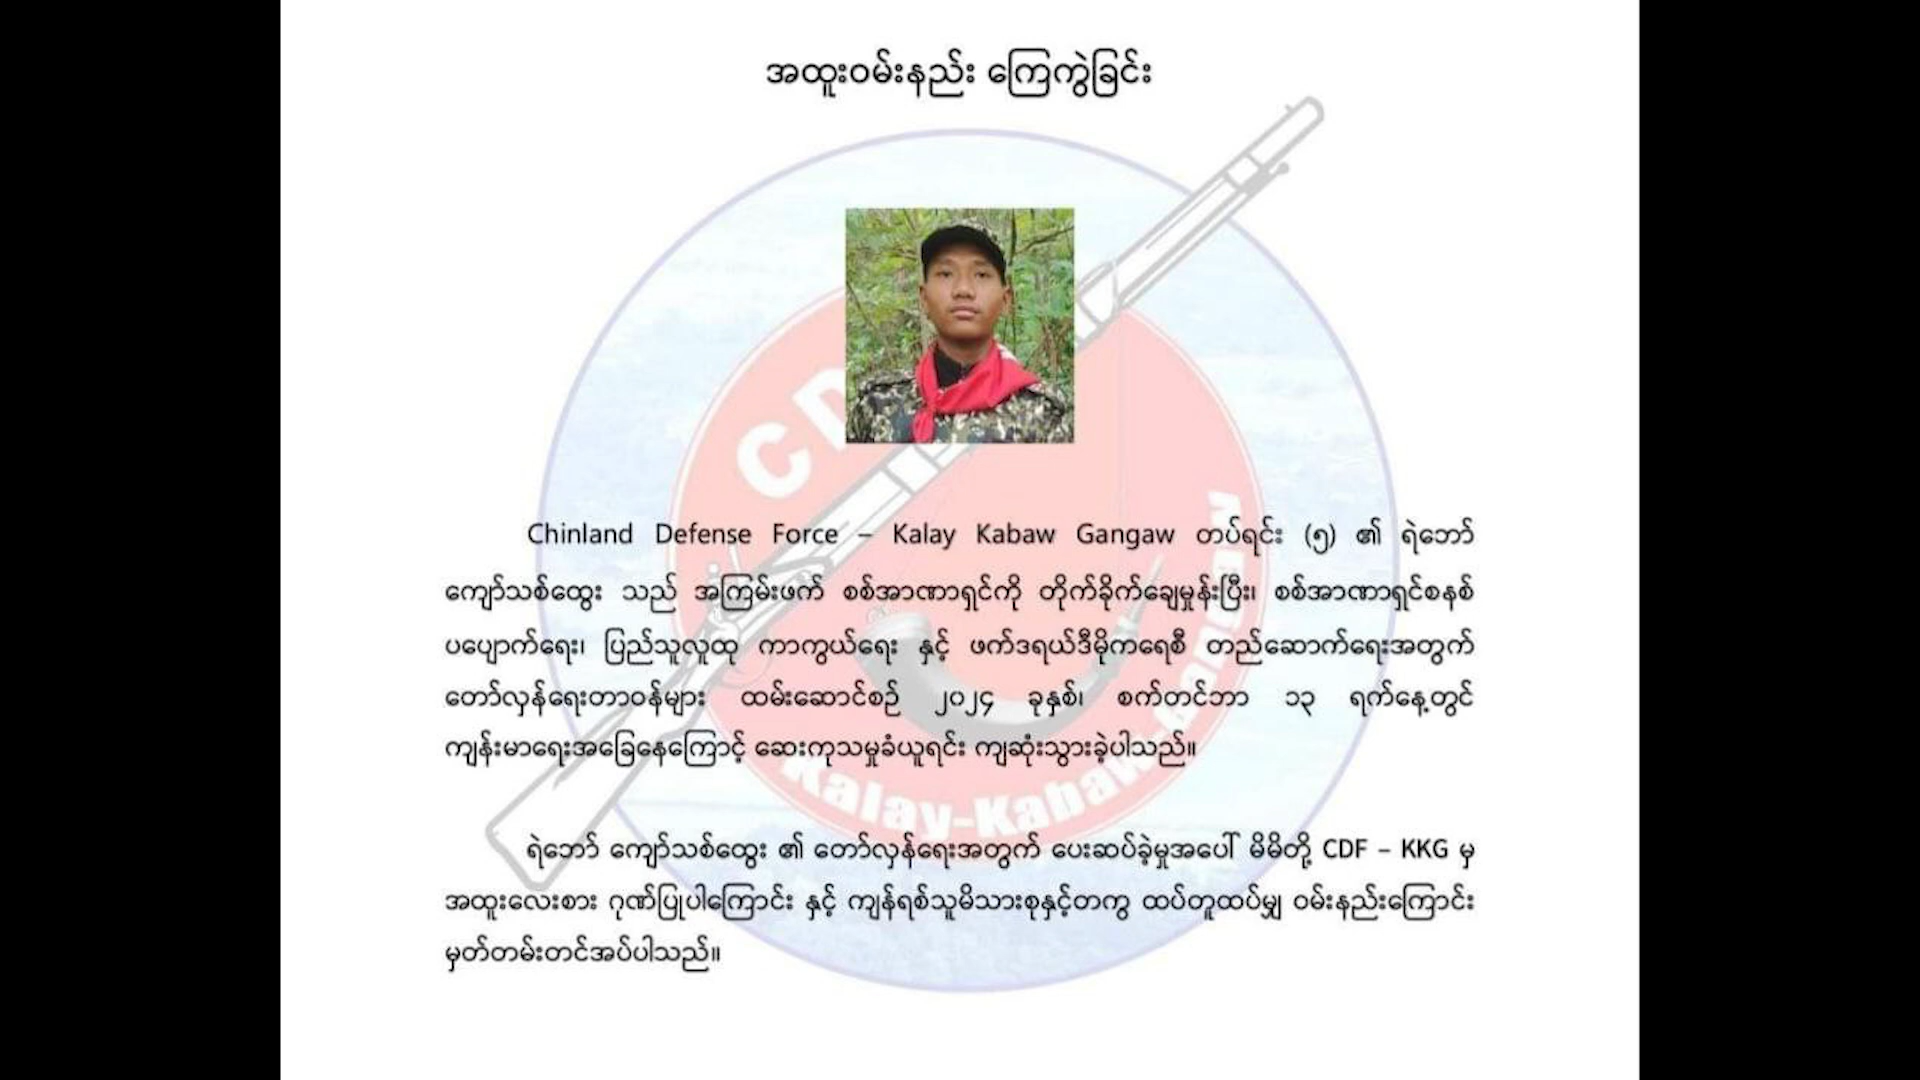 အထူးဝမ်းနည်း ကြေကွဲခြင်း
CD
Chinland Defense Force – Kalay Kabaw Gangaw တပ်ရင်း (၅) ၏ ရဲဘော်
ကျော်သစ်ထွေး သည် အကြမ်းဖက် စစ်အာဏာရှင်ကို တိုက်ခိုက်ချေမှုန်းပြီး၊ စစ်အာဏာရှင်စနစ်
ပပျောက်ရေး၊ ပြည်သူလူထု ကာကွယ်ရေး နှင့် ဖက်ဒရယ်ဒီမိုကရေစီ တည်ဆောက်ရေးအတွက်
တော်လှန်ရေးတာဝန်များ ထမ်းဆောင်စဉ် ၂၀၂၄ ခုနှစ်၊ စက်တင်ဘာ ၁၃ ရက်နေ့တွင်
ကျန်းမာရေးအခြေနေကြောင့် ဆေးကုသမှုခံယူရင်း ကျဆုံးသွားခဲ့ပါသည်။
Kalay-Kabaw-Gangaw
ရဲဘော် ကျော်သစ်ထွေး ၏ တော်လှန်ရေးအတွက် ပေးဆပ်ခဲ့မှုအပေါ် မိမိတို့ CDF – KKG မှ
အထူးလေးစား ဂုဏ်ပြုပါကြောင်း နှင့် ကျန်ရစ်သူမိသားစုနှင့်တကွ ထပ်တူထပ်မျှ ဝမ်းနည်းကြောင်း
မှတ်တမ်းတင်အပ်ပါသည်။